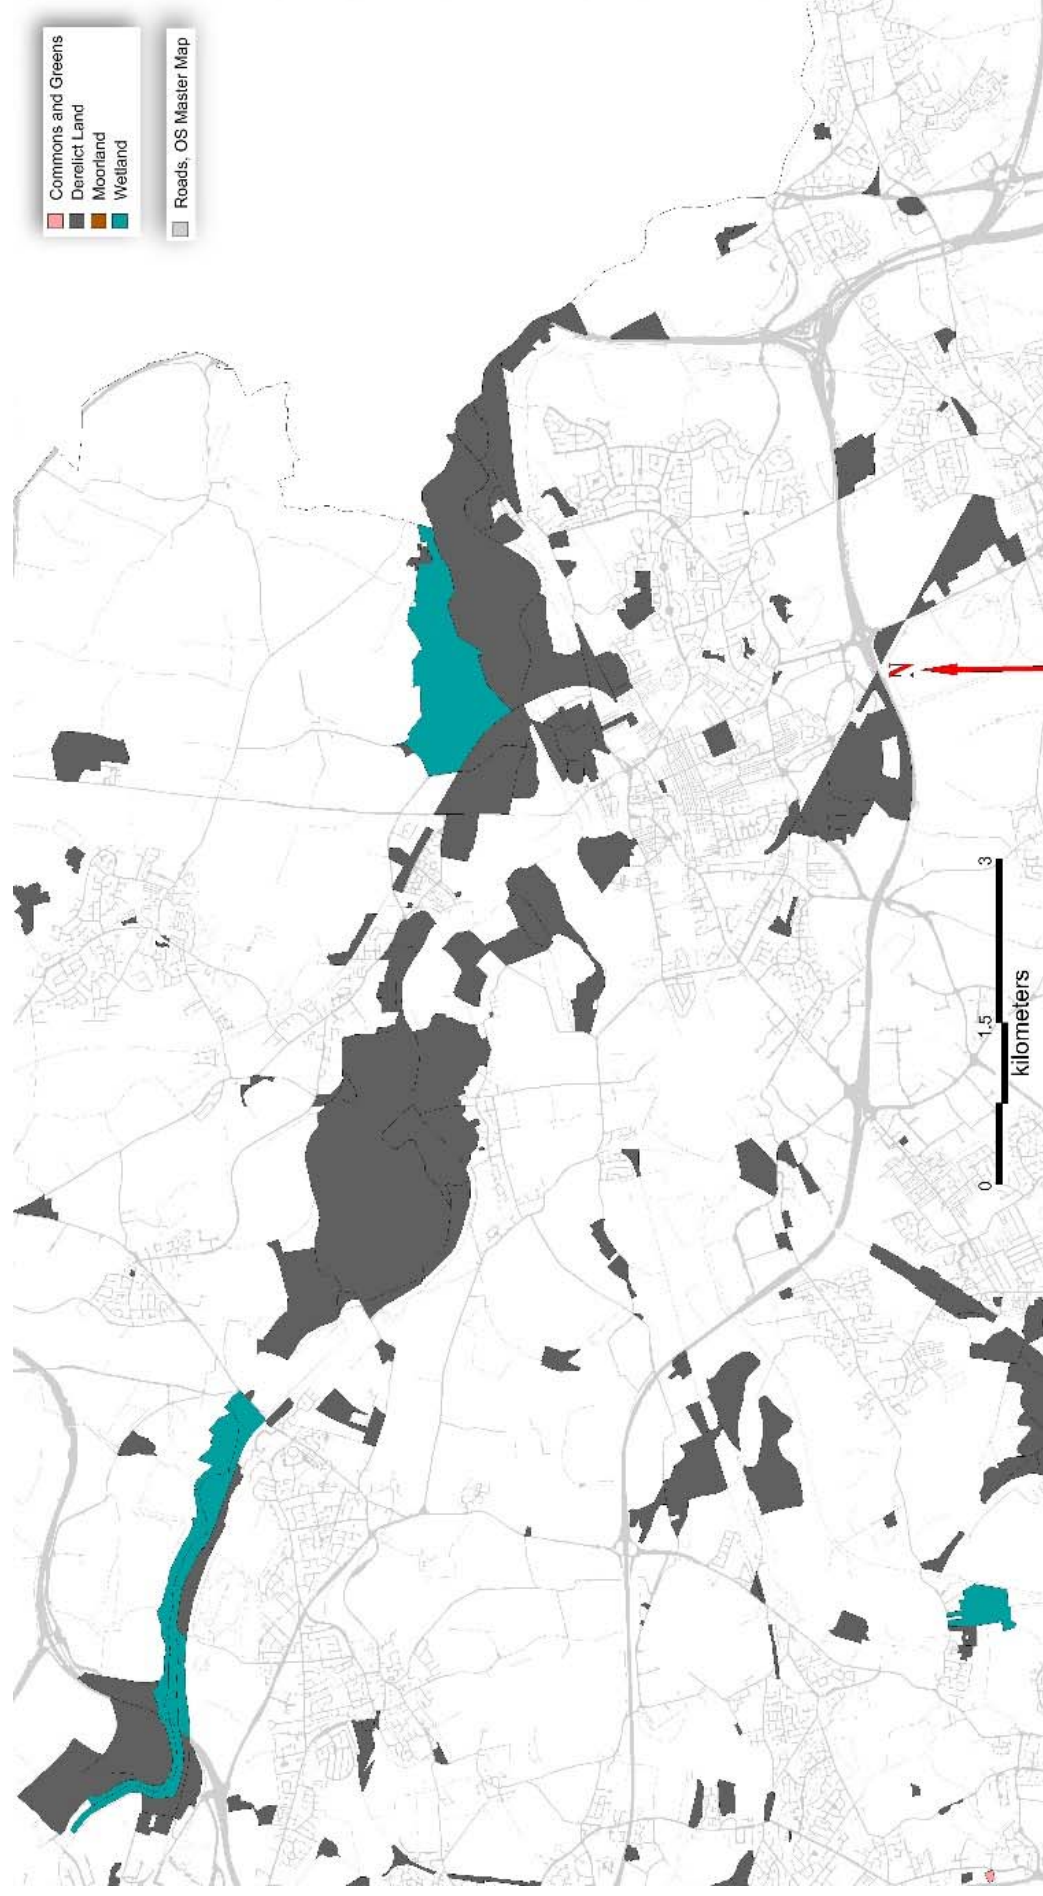 Commons and Greens
Derelict Land
Moorland
Wetland
Roads, OS Master Map
N
0 1.5 3
kilometers